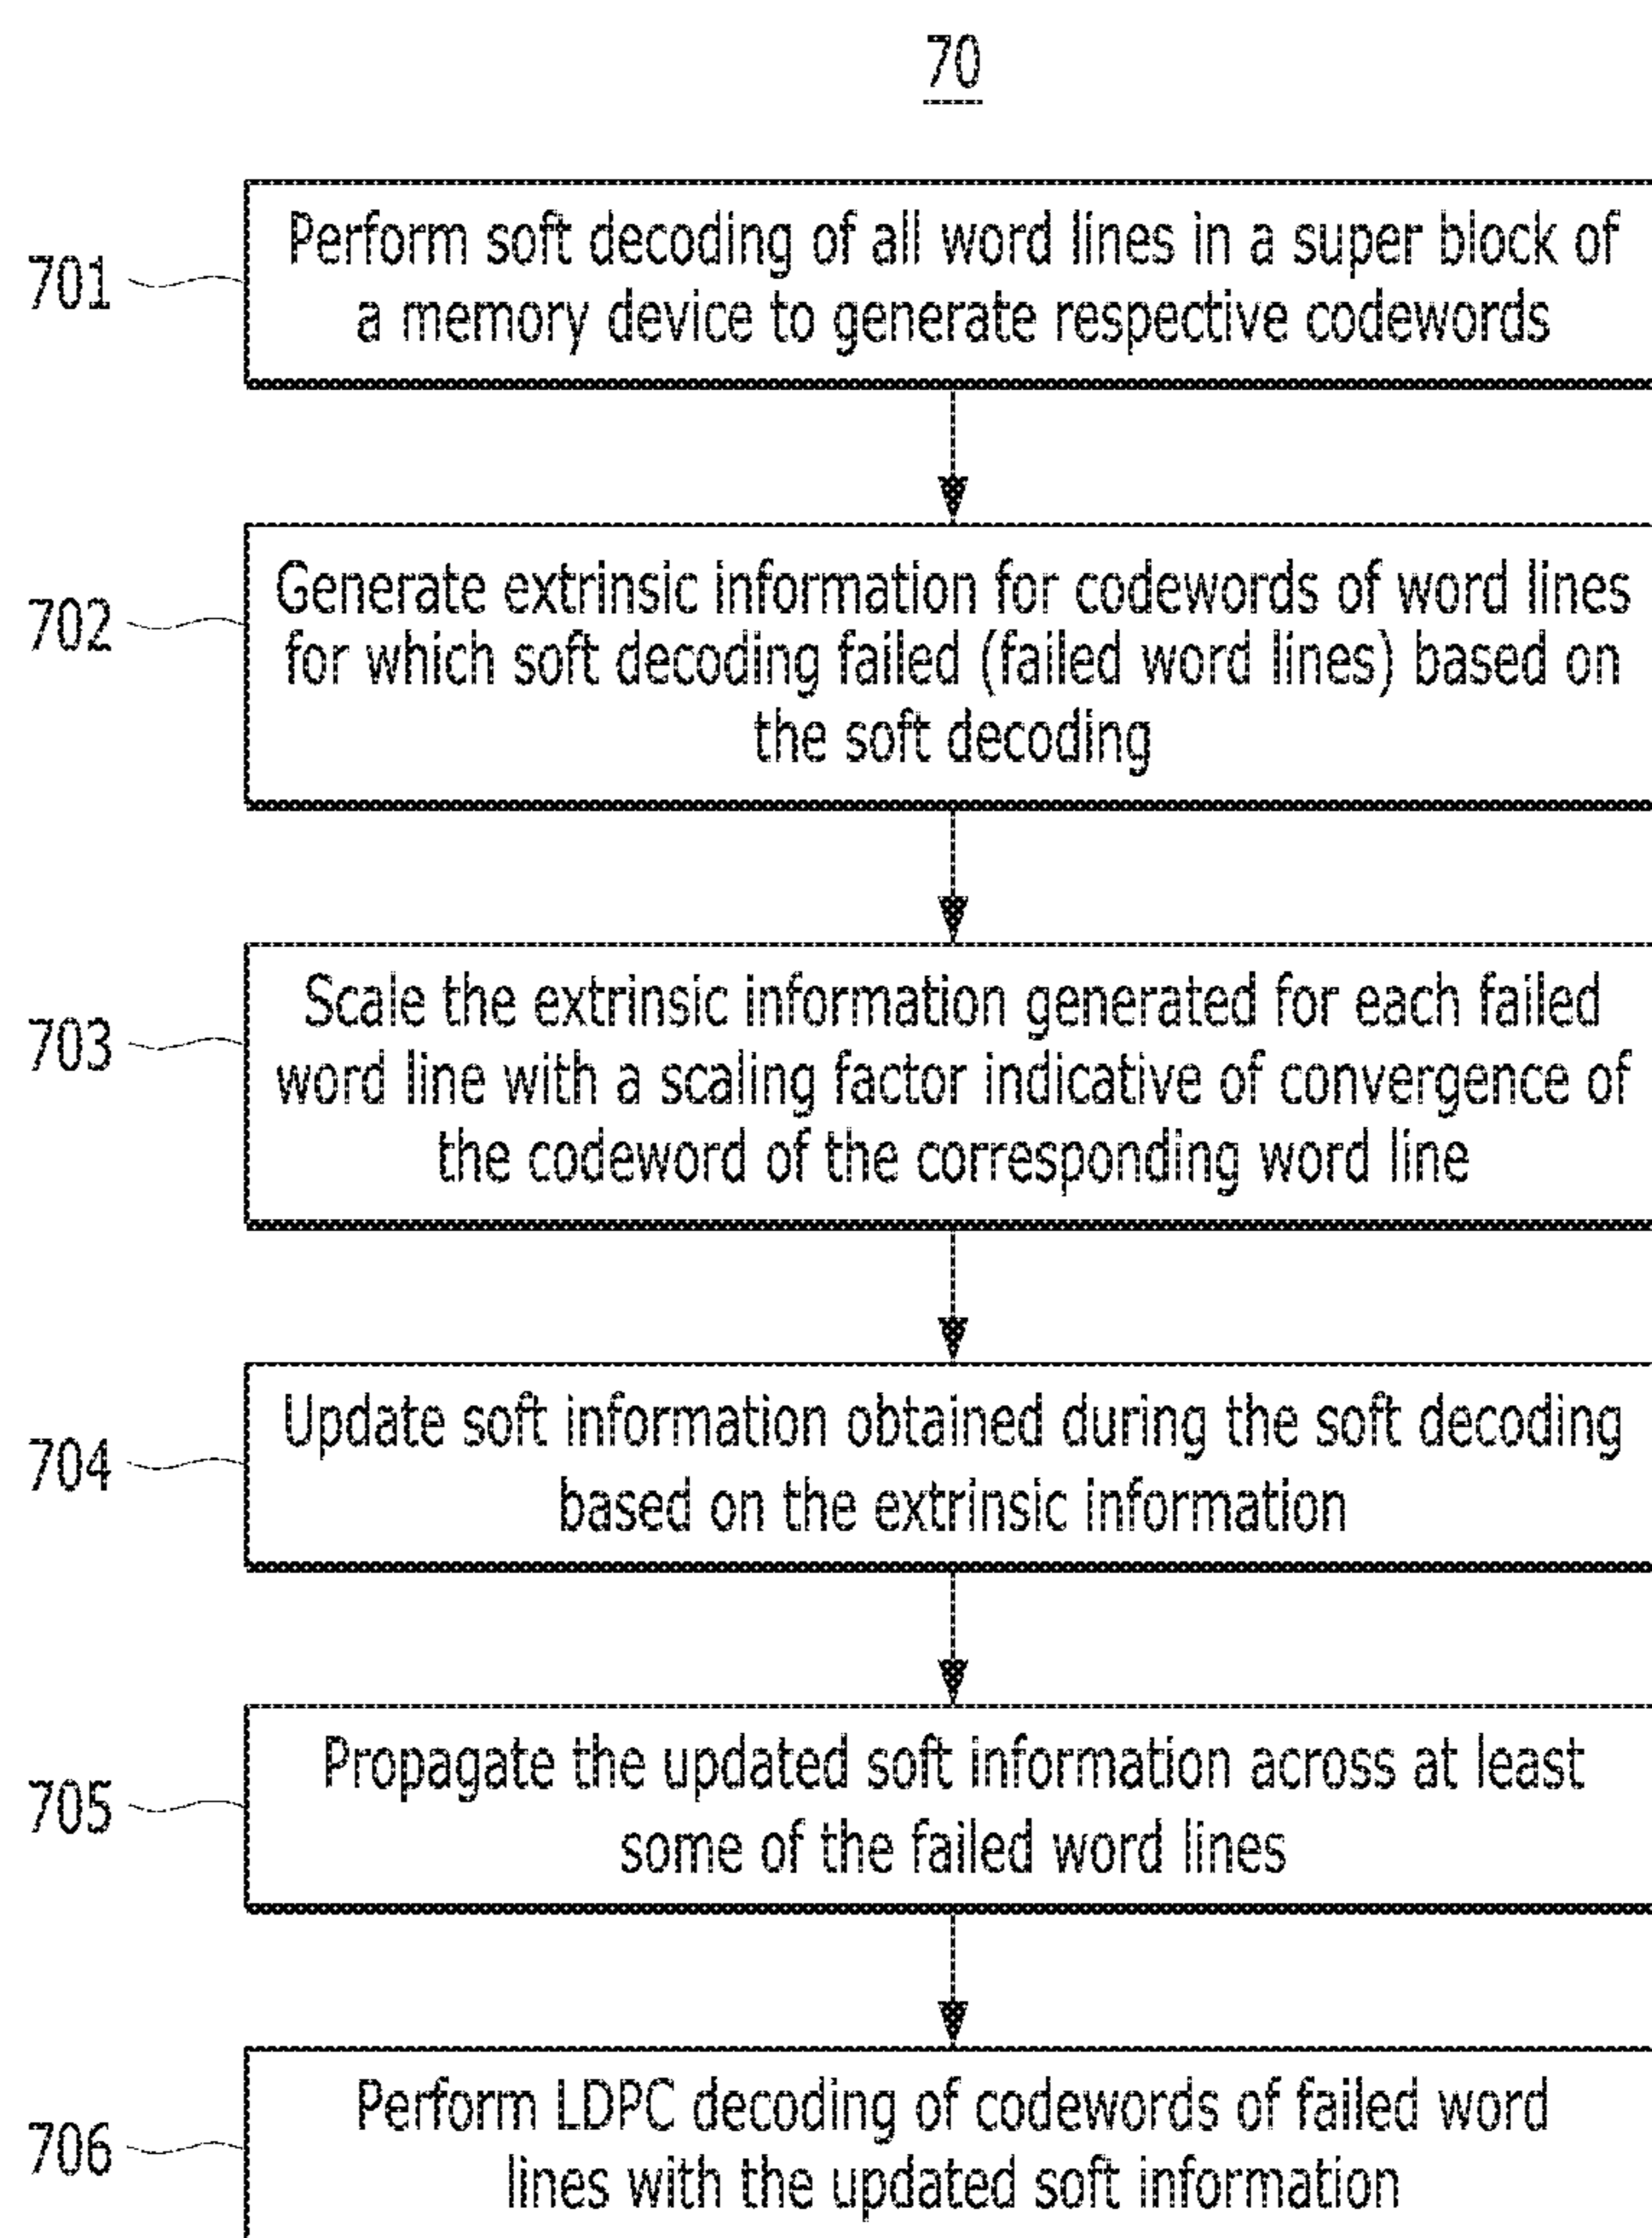 70
701
Perform soft decoding of all word lines in a super block of
a memory device to generate respective codewords
702
Generate extrinsic information for codewords of word lines
for which soft decoding failed (failed word lines) based on
the soft decoding
703
Scale the extrinsic information generated for each failed
word line with a scaling factor indicative of convergence of
the codeword of the corresponding word line
704
Update soft information obtained during the soft decoding
based on the extrinsic information
705
Propagate the updated soft information across at least
some of the failed word lines
706
Perform LDPC decoding of codewords of failed word
lines with the updated soft information